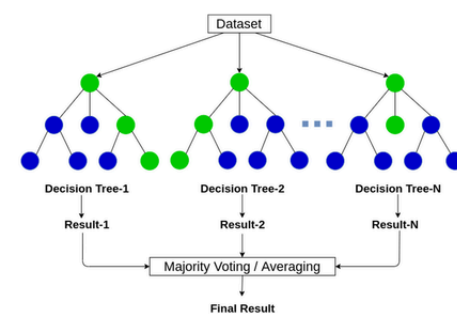 Dataset
Decision Tree-1
Decision Tree-2
Decision Tree-N
Result-1
Result-2
Result-N
Majority Voting / Averaging
Final Result